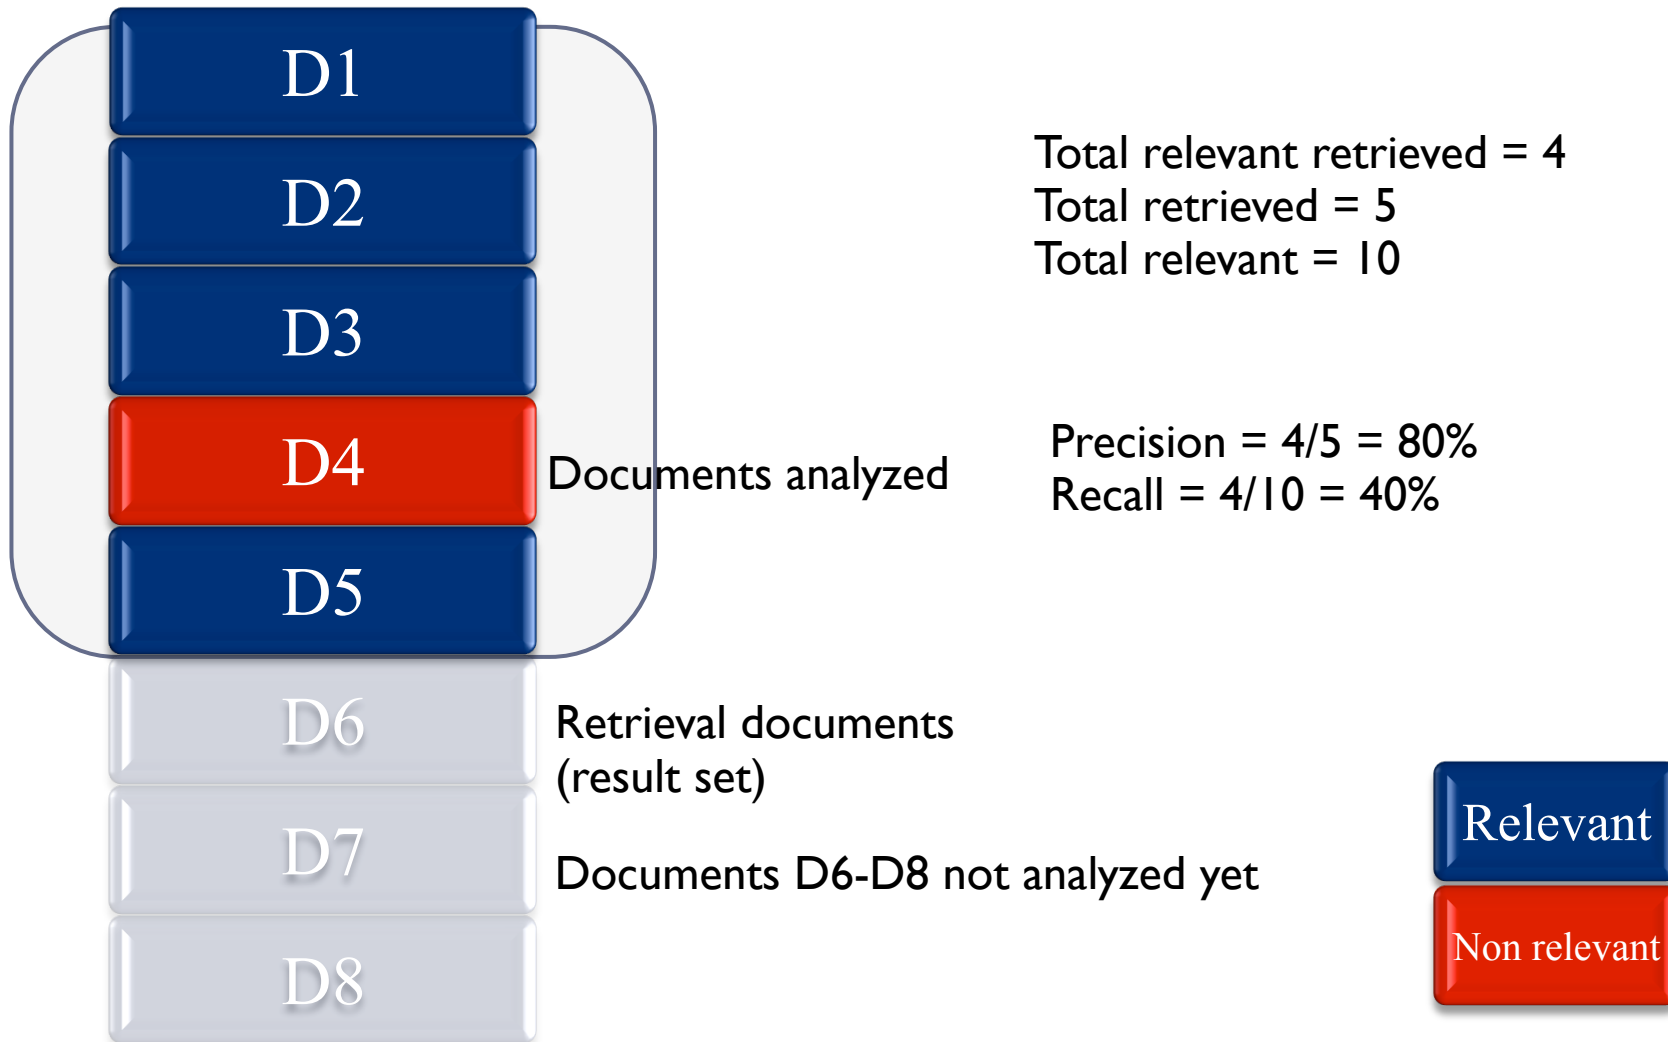 D1
D2
D3
D4
D5
D6
D7
D8
Documents analyzed
Retrieval documents
(result set)
Documents D6-D8 not analyzed yet
Total relevant retrieved = 4
Total retrieved = 5
Total relevant = 10
Precision = 4/5 = 80%
Recall = 4/10 = 40%
Relevant
Non relevant